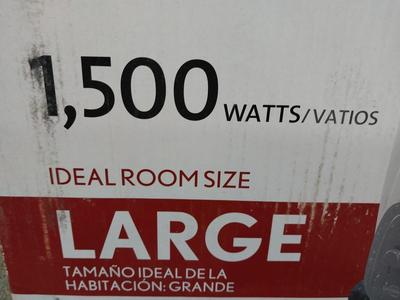 1,500 WATTS/VATIOS
IDEAL ROOM SIZE
LARGE
TAMAÑO IDEAL DE LA
HABITACIÓN: GRANDE